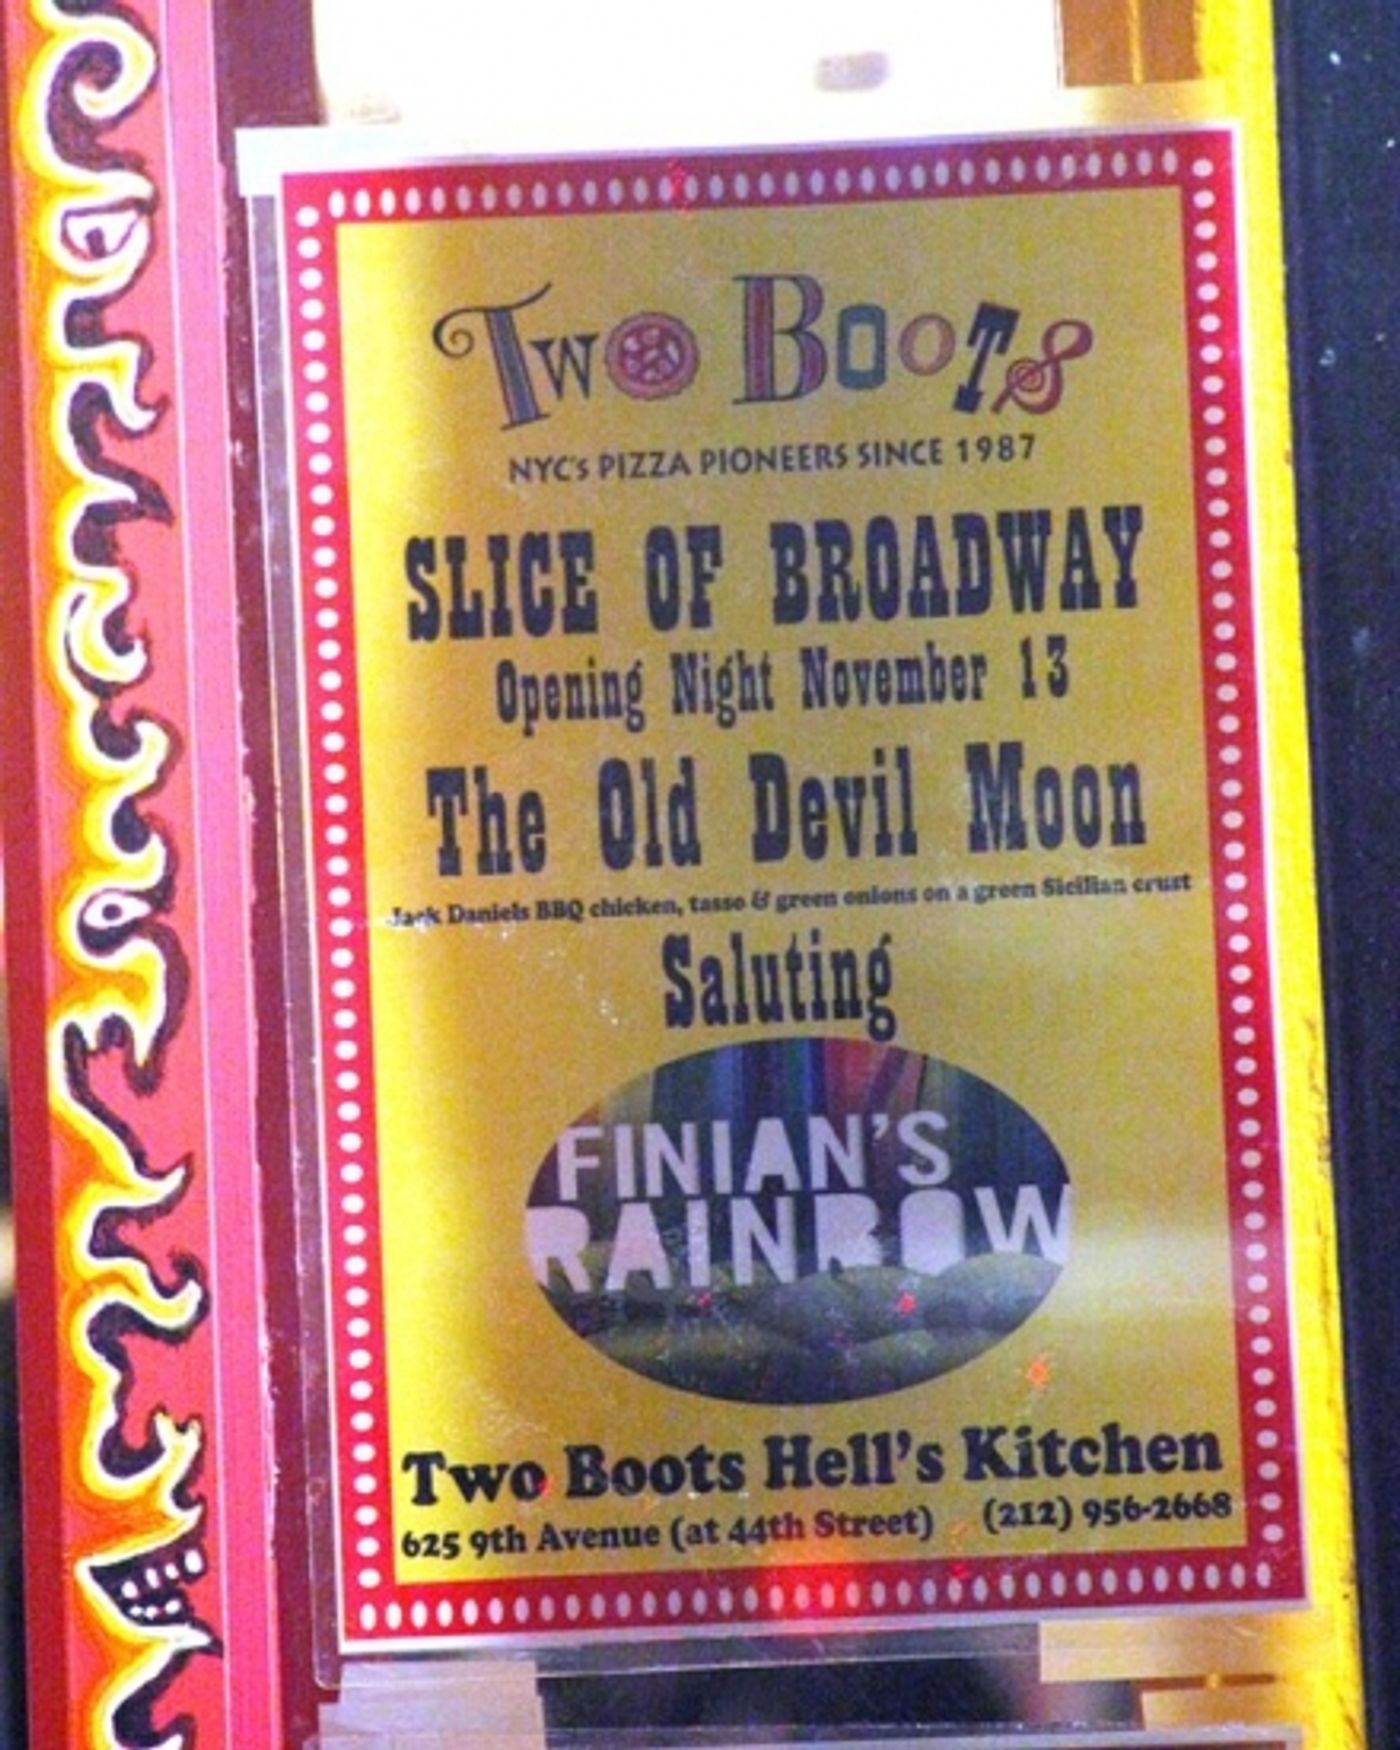 Two Boots
NYC's PIZZA PIONEERS SINCE 1987
SLICE OF BROADWAY
Opening Night November 13
The Old Devil Moon
Jack Daniels BBQ chicken, tasso & green onions on a green Sicilian crust
Saluting
FINIAN'S
RAINBOW
Two Boots Hell's Kitchen
625 9th Avenue (at 44th Street) (212) 956-2668